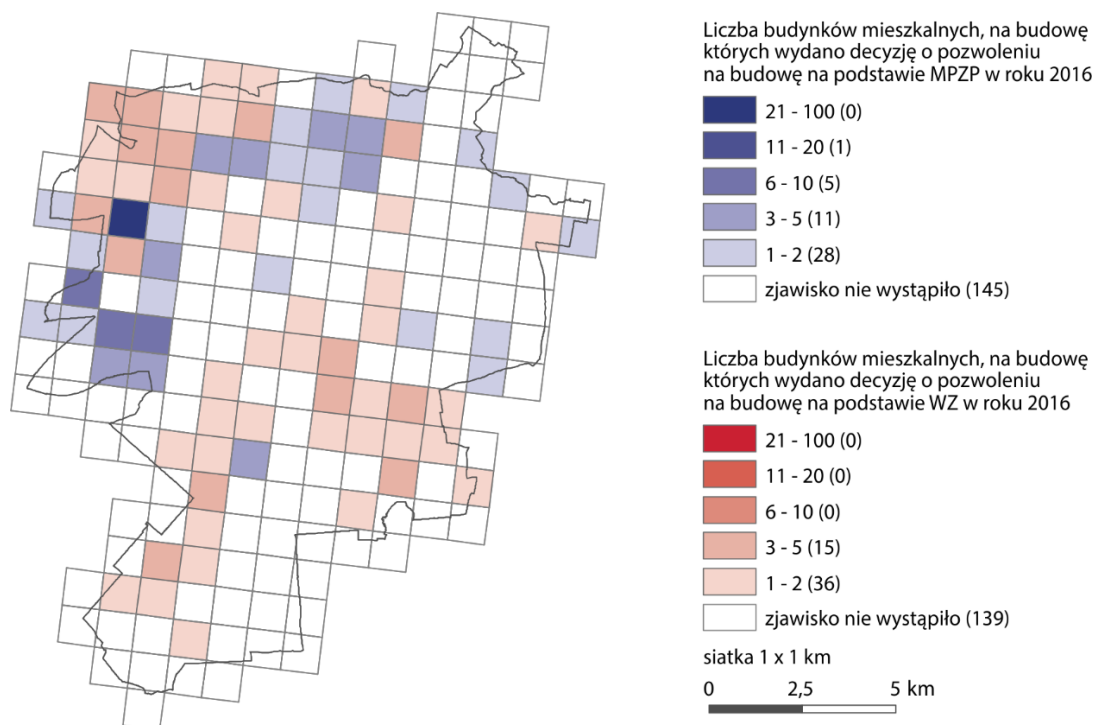 Liczba budynków mieszkalnych, na budowę
których wydano decyzję o pozwoleniu
na budowę na podstawie MPZP w roku 2016
21 - 100 (0)
11 - 20 (1)
6 - 10 (5)
3 - 5 (11)
1 - 2 (28)
zjawisko nie wystąpiło (145)
Liczba budynków mieszkalnych, na budowę
których wydano decyzję o pozwoleniu
na budowę na podstawie WZ w roku 2016
21 - 100 (0)
11 - 20 (0)
6 - 10 (0)
3 - 5 (15)
1 - 2 (36)
zjawisko nie wystąpiło (139)
siatka 1 x 1 km
0 2,5 5 km